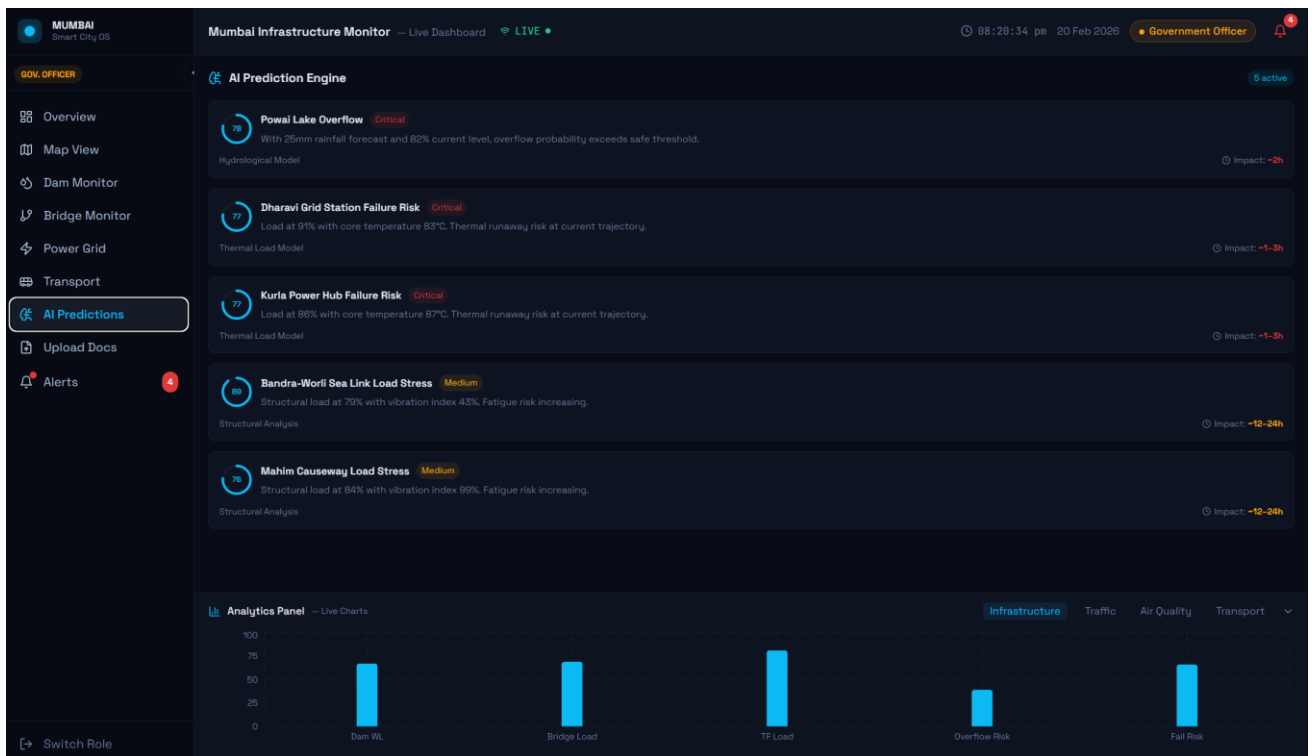 MUMBAI
Smart City OS
Mumbai Infrastructure Monitor — Live Dashboard LIVE
08:20:34 pm 20 Feb 2026 Government Officer 4
GOV. OFFICER
Overview
Map View
Dam Monitor
Bridge Monitor
Power Grid
Transport
AI Predictions
Upload Docs
Alerts 4
Switch Role
AI Prediction Engine 5 active
78 Powai Lake Overflow Critical
With 25mm rainfall forecast and 82% current level, overflow probability exceeds safe threshold.
Hydrological Model Impact: ~2h
77 Dharavi Grid Station Failure Risk Critical
Load at 91% with core temperature 83°C. Thermal runaway risk at current trajectory.
Thermal Load Model Impact: ~1–3h
77 Kurla Power Hub Failure Risk Critical
Load at 86% with core temperature 87°C. Thermal runaway risk at current trajectory.
Thermal Load Model Impact: ~1–3h
89 Bandra-Worli Sea Link Load Stress Medium
Structural load at 79% with vibration index 43%. Fatigue risk increasing.
Structural Analysis Impact: ~12–24h
76 Mahim Causeway Load Stress Medium
Structural load at 84% with vibration index 99%. Fatigue risk increasing.
Structural Analysis Impact: ~12–24h
Analytics Panel — Live Charts
Infrastructure Traffic Air Quality Transport
100
75
50
25
0
Dam WL Bridge Load TF Load Overflow Risk Fail Risk